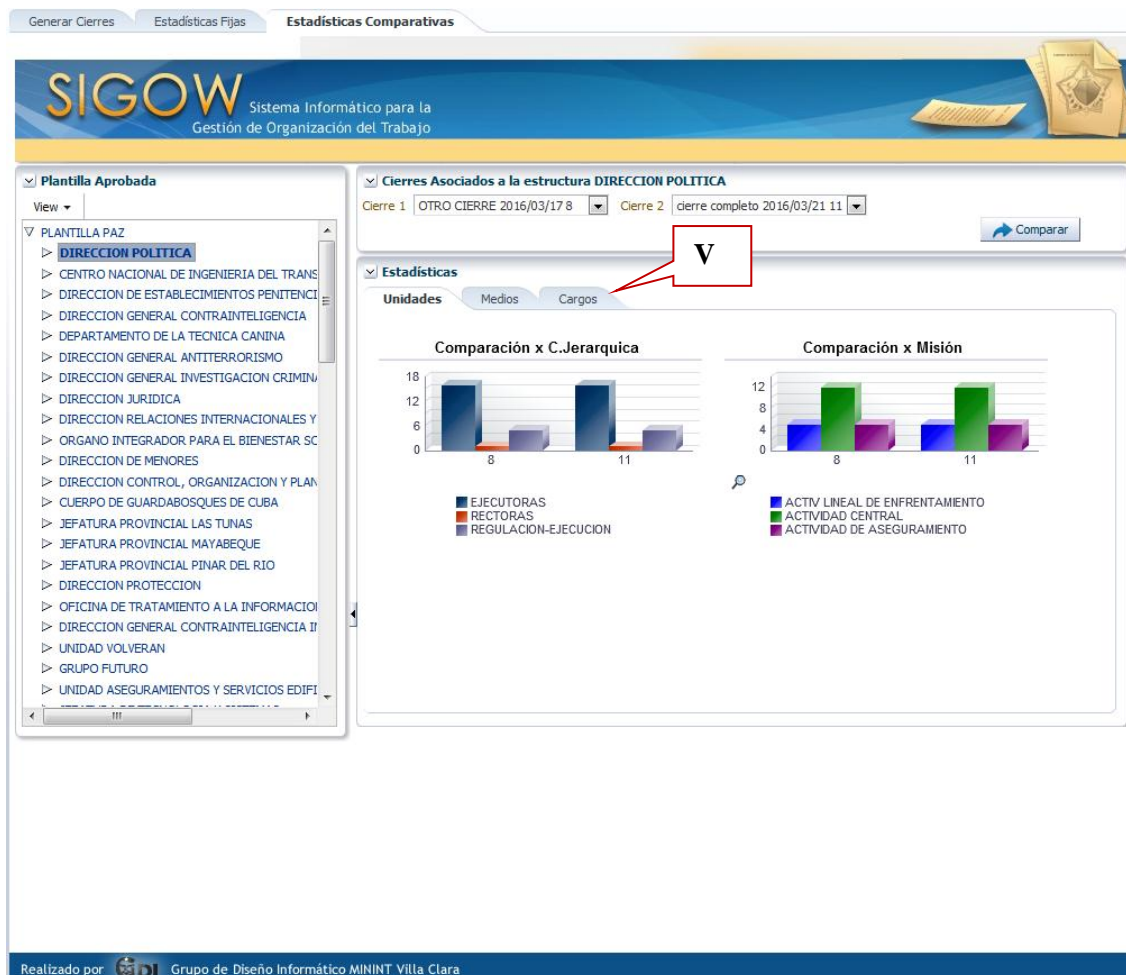 Generar Cierres Estadísticas Fijas Estadísticas Comparativas
SIGOW Sistema Informático para la
Gestión de Organización del Trabajo
Plantilla Aprobada
View
PLANTILLA PAZ
DIRECCION POLITICA
CENTRO NACIONAL DE INGENIERIA DEL TRANS
DIRECCION DE ESTABLECIMIENTOS PENITENCI
DIRECCION GENERAL CONTRAINTELIGENCIA
DEPARTAMENTO DE LA TECNICA CANINA
DIRECCION GENERAL ANTITERRORISMO
DIRECCION GENERAL INVESTIGACION CRIMIN
DIRECCION JURIDICA
DIRECCION RELACIONES INTERNACIONALES Y
ORGANO INTEGRADOR PARA EL BIENESTAR SO
DIRECCION DE MENORES
DIRECCION CONTROL, ORGANIZACION Y PLAN
CUERPO DE GUARDABOSQUES DE CUBA
JEFATURA PROVINCIAL LAS TUNAS
JEFATURA PROVINCIAL MAYABEQUE
JEFATURA PROVINCIAL PINAR DEL RIO
DIRECCION PROTECCION
OFICINA DE TRATAMIENTO A LA INFORMACIO
DIRECCION GENERAL CONTRAINTELIGENCIA I
UNIDAD VOLVERAN
GRUPO FUTURO
UNIDAD ASEGURAMIENTOS Y SERVICIOS EDIFI
Cierres Asociados a la estructura DIRECCION POLITICA
Cierre 1 OTRO CIERRE 2016/03/17 8 Cierre 2 cierre completo 2016/03/21 11
Comparar
V
Estadísticas
Unidades Medios Cargos
Comparación x C.Jerarquica
18
12
6
0
8 11
EJECUTORAS
RECTORAS
REGULACION-EJECUCION
Comparación x Misión
12
8
4
0
8 11
ACTIV LINEAL DE ENFRENTAMIENTO
ACTIVIDAD CENTRAL
ACTIVIDAD DE ASEGURAMIENTO
Realizado por GDI Grupo de Diseño Informático MININT Villa Clara